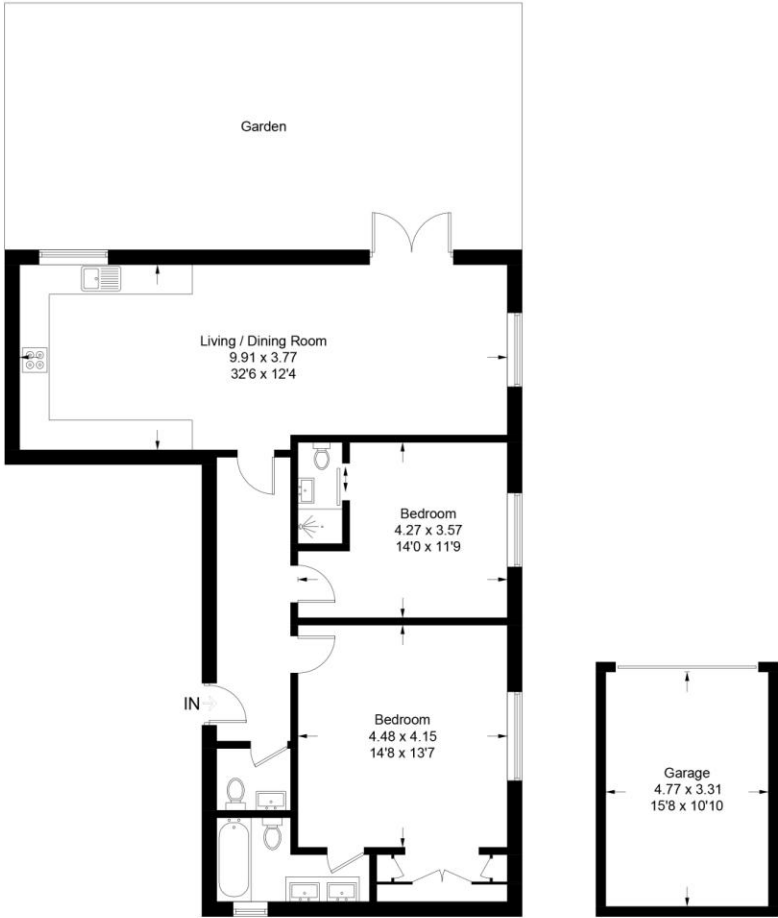 Garden
Living / Dining Room
9.91 x 3.77
32'6 x 12'4
Bedroom
4.27 x 3.57
14'0 x 11'9
IN
Bedroom
4.48 x 4.15
14'8 x 13'7
Garage
4.77 x 3.31
15'8 x 10'10